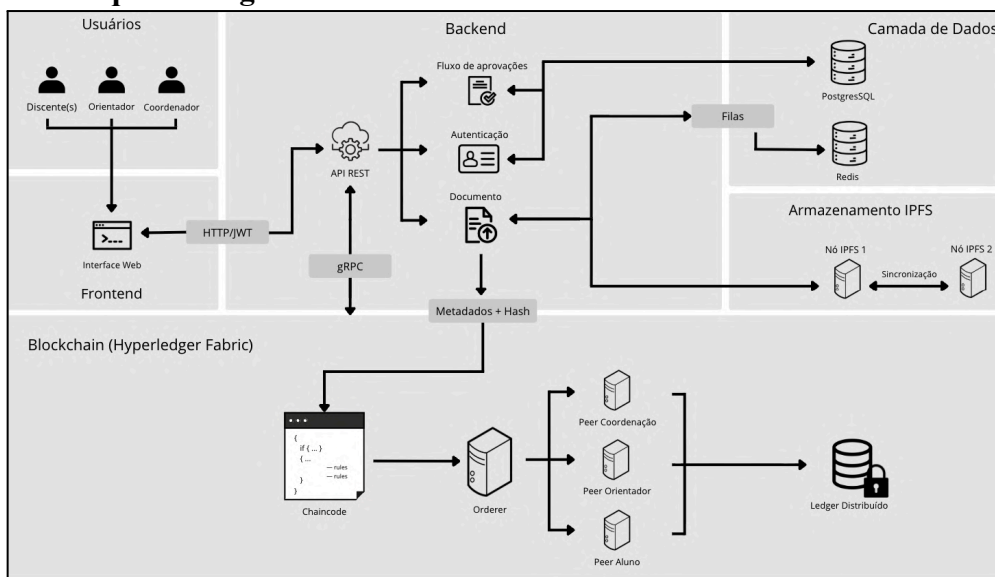 Usuários
Backend
Camada de Dados
Fluxo de aprovações
Discente(s)
Orientador
Coordenador
PostgresSQL
Filas
Autenticação
API REST
Redis
Documento
Armazenamento IPFS
HTTP/JWT
Interface Web
gRPC
Nó IPFS 1
Nó IPFS 2
Sincronização
Frontend
Metadados + Hash
Blockchain (Hyperledger Fabric)
{
if { ... }
{ ...
— rules
— rules
}
}
Chaincode
Orderer
Peer Coordenação
Peer Orientador
Peer Aluno
Ledger Distribuído